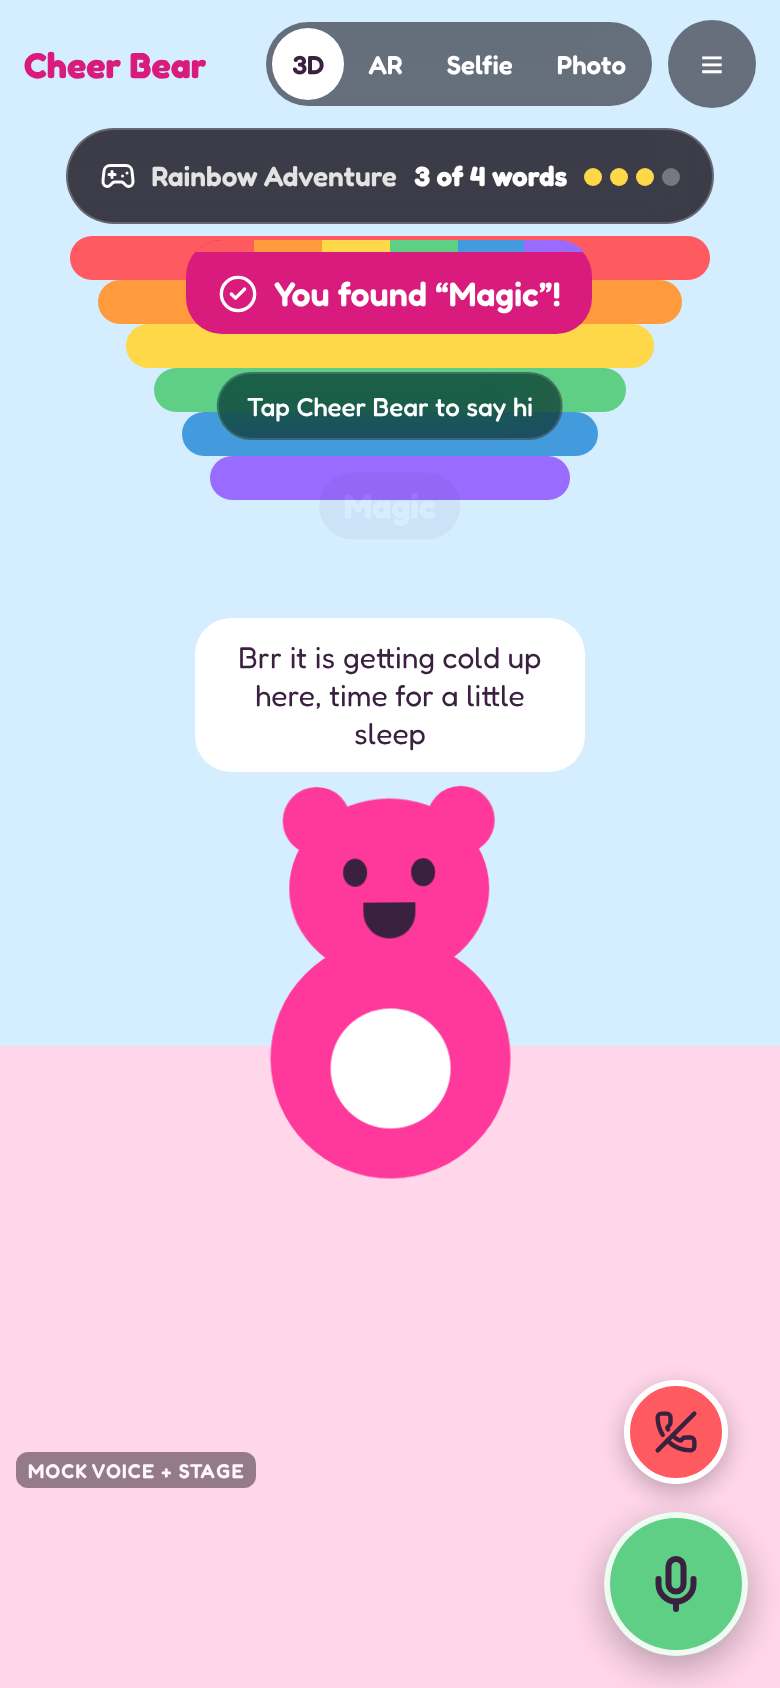 Cheer Bear
3D AR Selfie Photo
Rainbow Adventure 3 of 4 words
You found “Magic”!
Tap Cheer Bear to say hi
Magic
Brr it is getting cold up
here, time for a little
sleep
MOCK VOICE + STAGE